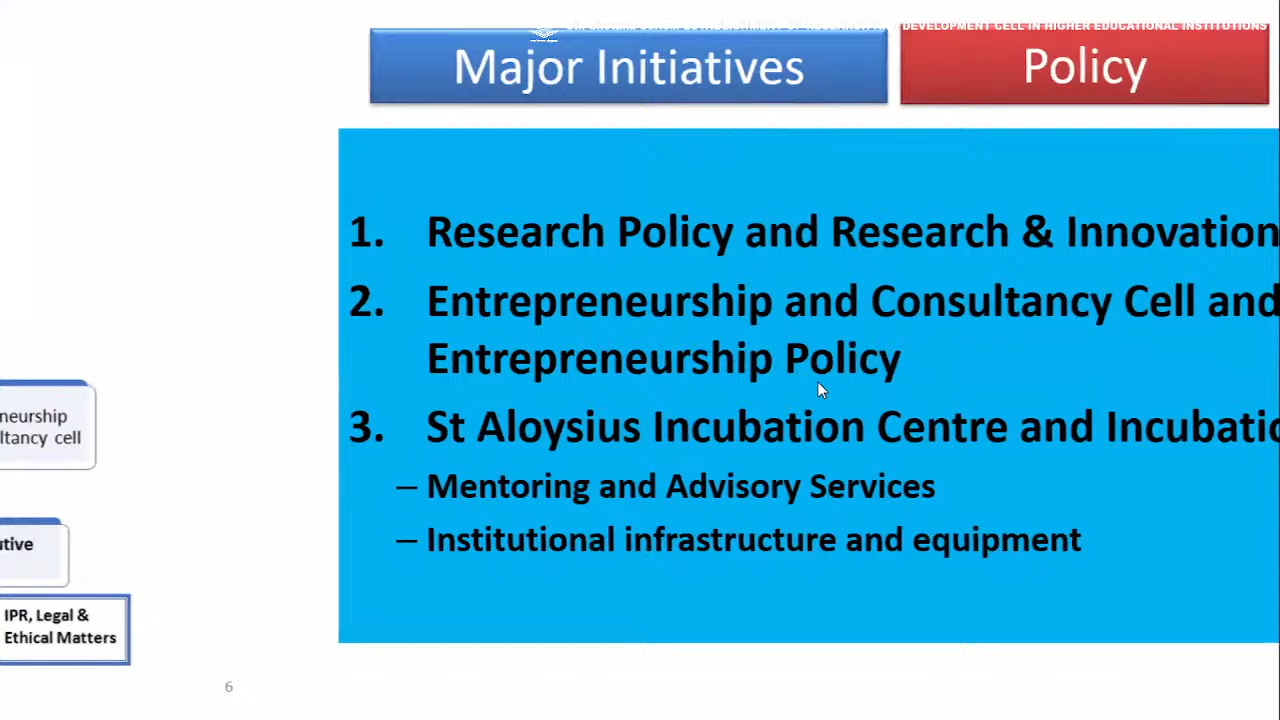 DEVELOPMENT CELL IN HIGHER EDUCATIONAL INSTITUTIONS
Major Initiatives
Policy
1. Research Policy and Research & Innovation
2. Entrepreneurship and Consultancy Cell and
Entrepreneurship Policy
3. St Aloysius Incubation Centre and Incubatio
– Mentoring and Advisory Services
– Institutional infrastructure and equipment
neurship
ltancy cell
utive
IPR, Legal &
Ethical Matters
6